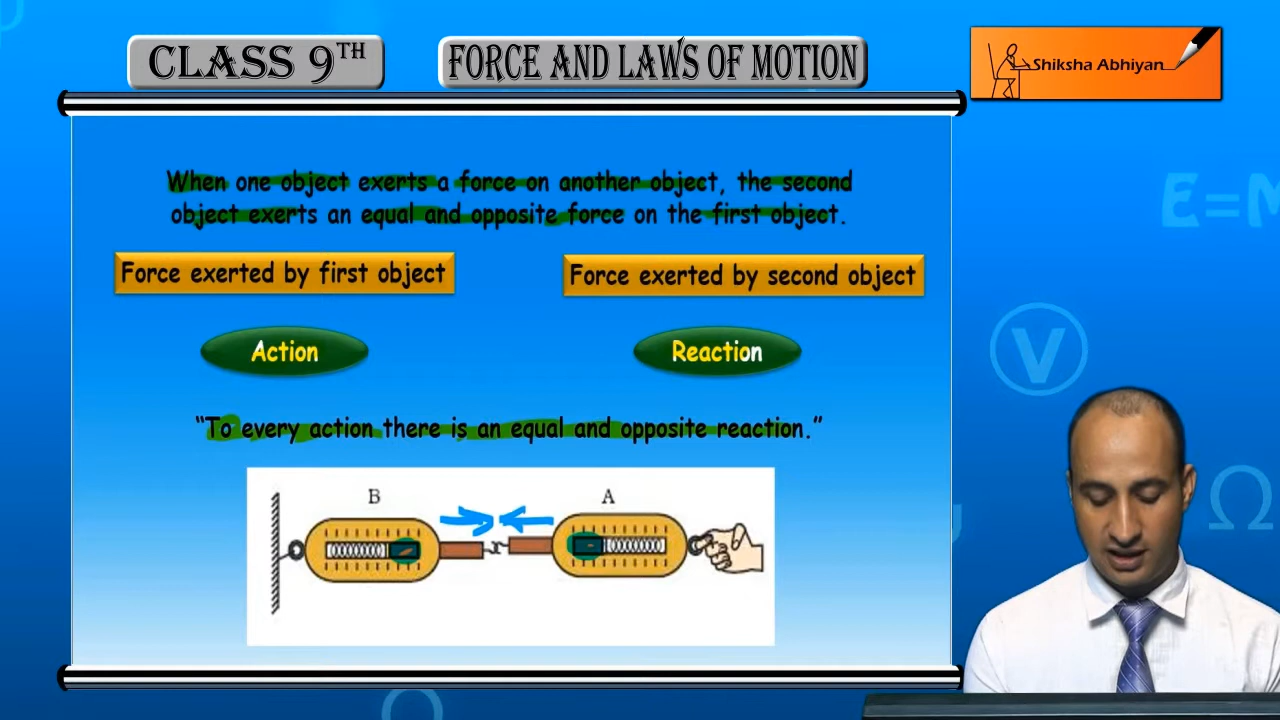 CLASS 9TH
FORCE AND LAWS OF MOTION
Shiksha Abhiyan
When one object exerts a force on another object, the second
object exerts an equal and opposite force on the first object.
Force exerted by first object
Force exerted by second object
Action
Reaction
“To every action there is an equal and opposite reaction.”
B
A
E=M
V
Ω